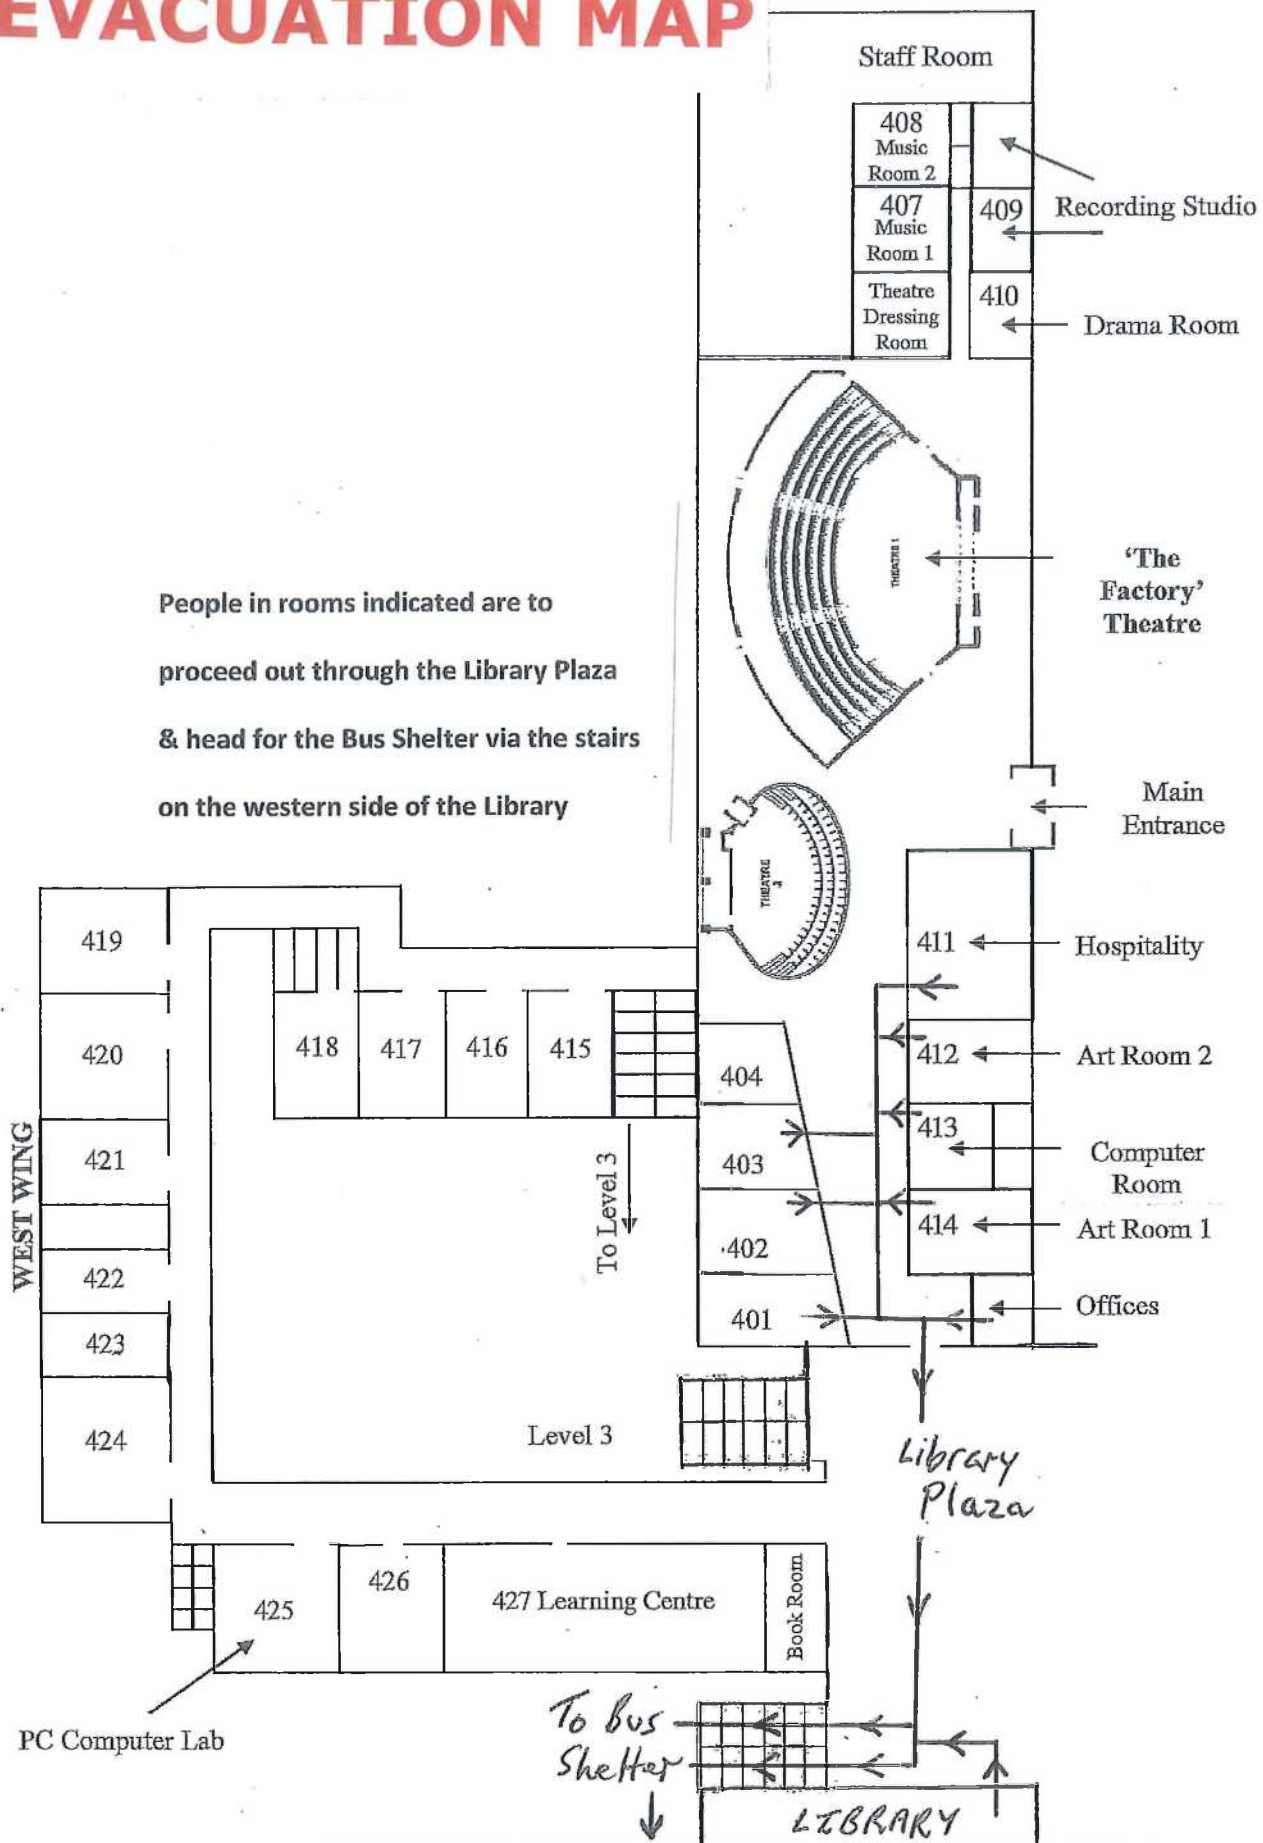 EVACUATION MAP
Staff Room
408
Music
Room 2
407
Music
Room 1
409
Recording Studio
Theatre
Dressing
Room
410
Drama Room
THEATRE 1
'The
Factory'
Theatre
People in rooms indicated are to
proceed out through the Library Plaza
& head for the Bus Shelter via the stairs
on the western side of the Library
Main
Entrance
THEATRE
411
Hospitality
412
Art Room 2
413
Computer
Room
414
Art Room 1
Offices
404
403
402
401
419
420
421
422
423
424
WEST WING
418
417
416
415
To Level 3
Level 3
Library
Plaza
425
426
427 Learning Centre
Book Room
PC Computer Lab
To Bus
Shelter
LIBRARY